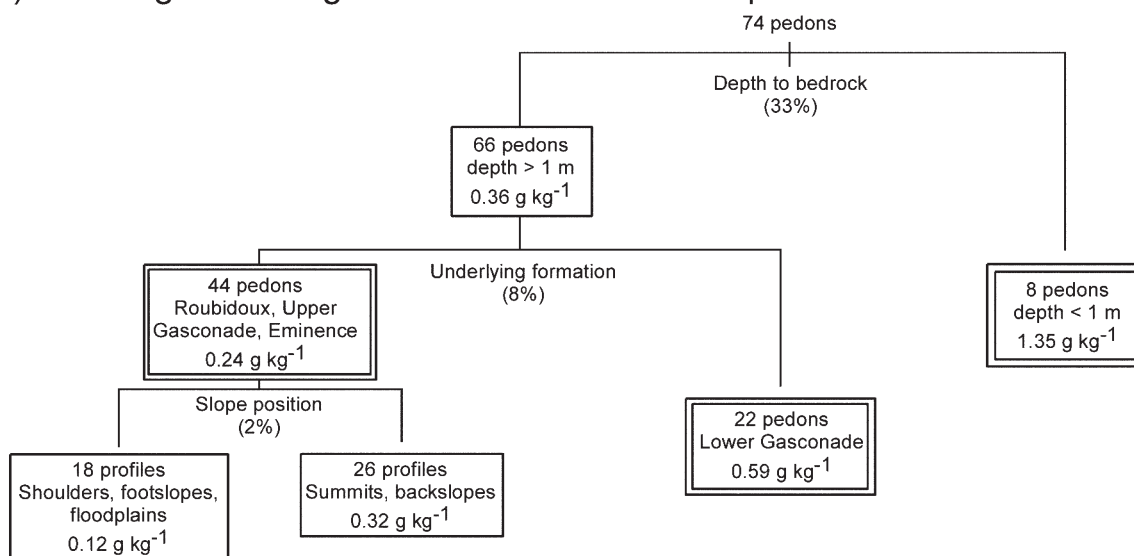 74 pedons
Depth to bedrock
(33%)
66 pedons
depth > 1 m
0.36 g kg-1
Underlying formation
(8%)
44 pedons
Roubidoux, Upper
Gasconade, Eminence
0.24 g kg-1
8 pedons
depth < 1 m
1.35 g kg-1
Slope position
(2%)
22 pedons
Lower Gasconade
0.59 g kg-1
18 profiles
Shoulders, footslopes,
floodplains
0.12 g kg-1
26 profiles
Summits, backslopes
0.32 g kg-1